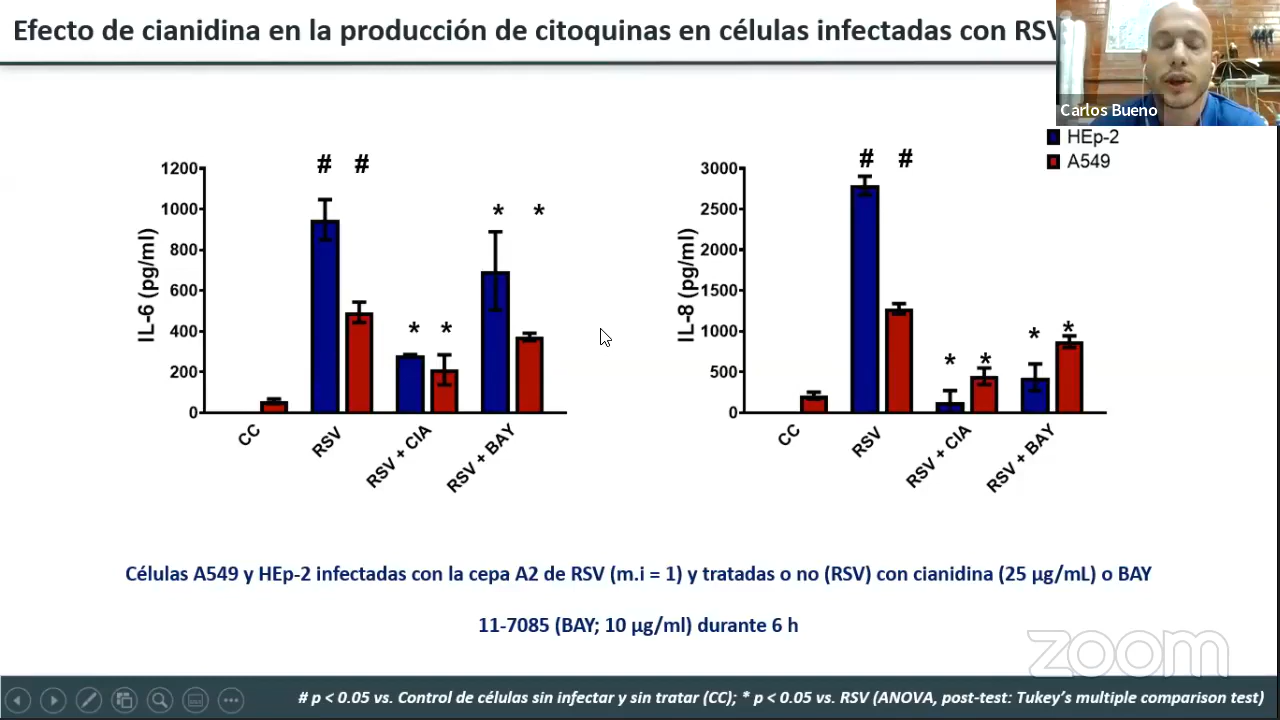 Efecto de cianidina en la producción de citoquinas en células infectadas con RSV
Carlos Bueno
HEp-2
A549
IL-6 (pg/ml)
1200
1000
800
600
400
200
0
# #
* *
* *
CC
RSV
RSV + CIA
RSV + BAY
IL-8 (pg/ml)
3000
2500
2000
1500
1000
500
0
# #
* *
* *
CC
RSV
RSV + CIA
RSV + BAY
Células A549 y HEp-2 infectadas con la cepa A2 de RSV (m.i = 1) y tratadas o no (RSV) con cianidina (25 µg/mL) o BAY
11-7085 (BAY; 10 µg/ml) durante 6 h
zoom
# p < 0.05 vs. Control de células sin infectar y sin tratar (CC); * p < 0.05 vs. RSV (ANOVA, post-test: Tukey’s multiple comparison test)